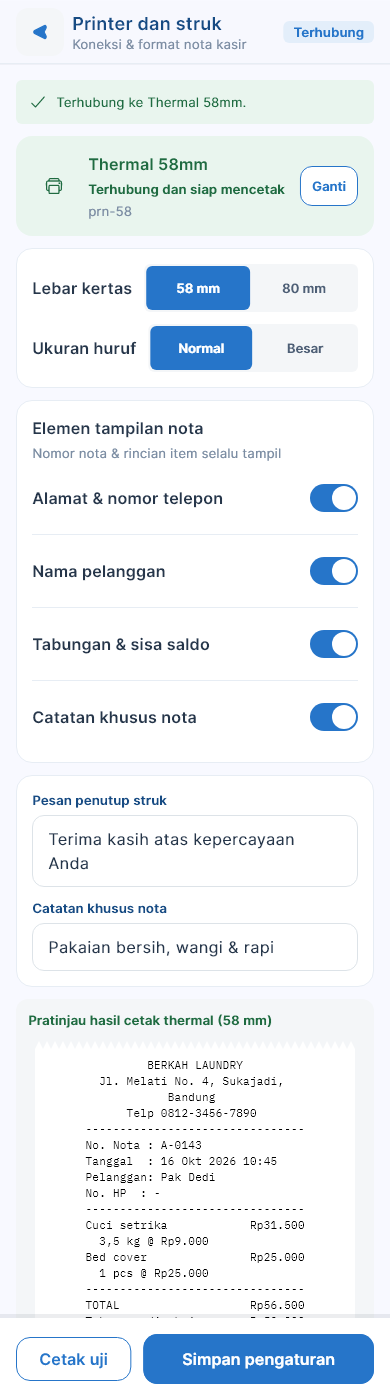 Printer dan struk
Koneksi & format nota kasir
Terhubung
Terhubung ke Thermal 58mm.
Thermal 58mm
Terhubung dan siap mencetak
prn-58
Ganti
Lebar kertas
58 mm
80 mm
Ukuran huruf
Normal
Besar
Elemen tampilan nota
Nomor nota & rincian item selalu tampil
Alamat & nomor telepon
Nama pelanggan
Tabungan & sisa saldo
Catatan khusus nota
Pesan penutup struk
Terima kasih atas kepercayaan
Anda
Catatan khusus nota
Pakaian bersih, wangi & rapi
Pratinjau hasil cetak thermal (58 mm)
BERKAH LAUNDRY
Jl. Melati No. 4, Sukajadi,
Bandung
Telp 0812-3456-7890
--------------------------------
No. Nota : A-0143
Tanggal  : 16 Okt 2026 10:45
Pelanggan: Pak Dedi
No. HP  : -
--------------------------------
Cuci setrika            Rp31.500
3,5 kg @ Rp9.000
Bed cover               Rp25.000
1 pcs @ Rp25.000
--------------------------------
TOTAL                   Rp56.500
Cetak uji
Simpan pengaturan